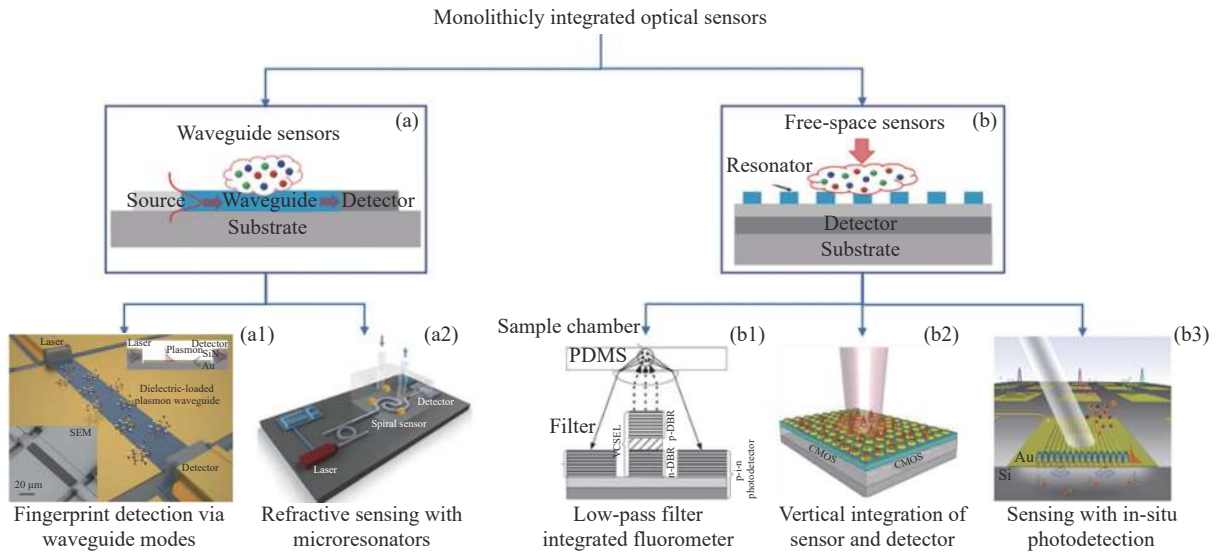 Monolithicly integrated optical sensors
(a)
Waveguide sensors
Source
Waveguide
Detector
Substrate
(b)
Free-space sensors
Resonator
Detector
Substrate
(a1)
Laser
Laser
Plasmon
Detector
SiN
Au
Dielectric-loaded
plasmon waveguide
SEM
20 μm
Detector
Fingerprint detection via
waveguide modes
(a2)
Detector
Spiral sensor
Laser
Refractive sensing with
microresonators
(b1)
Sample chamber
PDMS
Filter
VCSEL
p-DBR
n-DBR
p-i-n
photodetector
Low-pass filter
integrated fluorometer
(b2)
CMOS
CMOS
Vertical integration of
sensor and detector
(b3)
Au
Si
Sensing with in-situ
photodetection